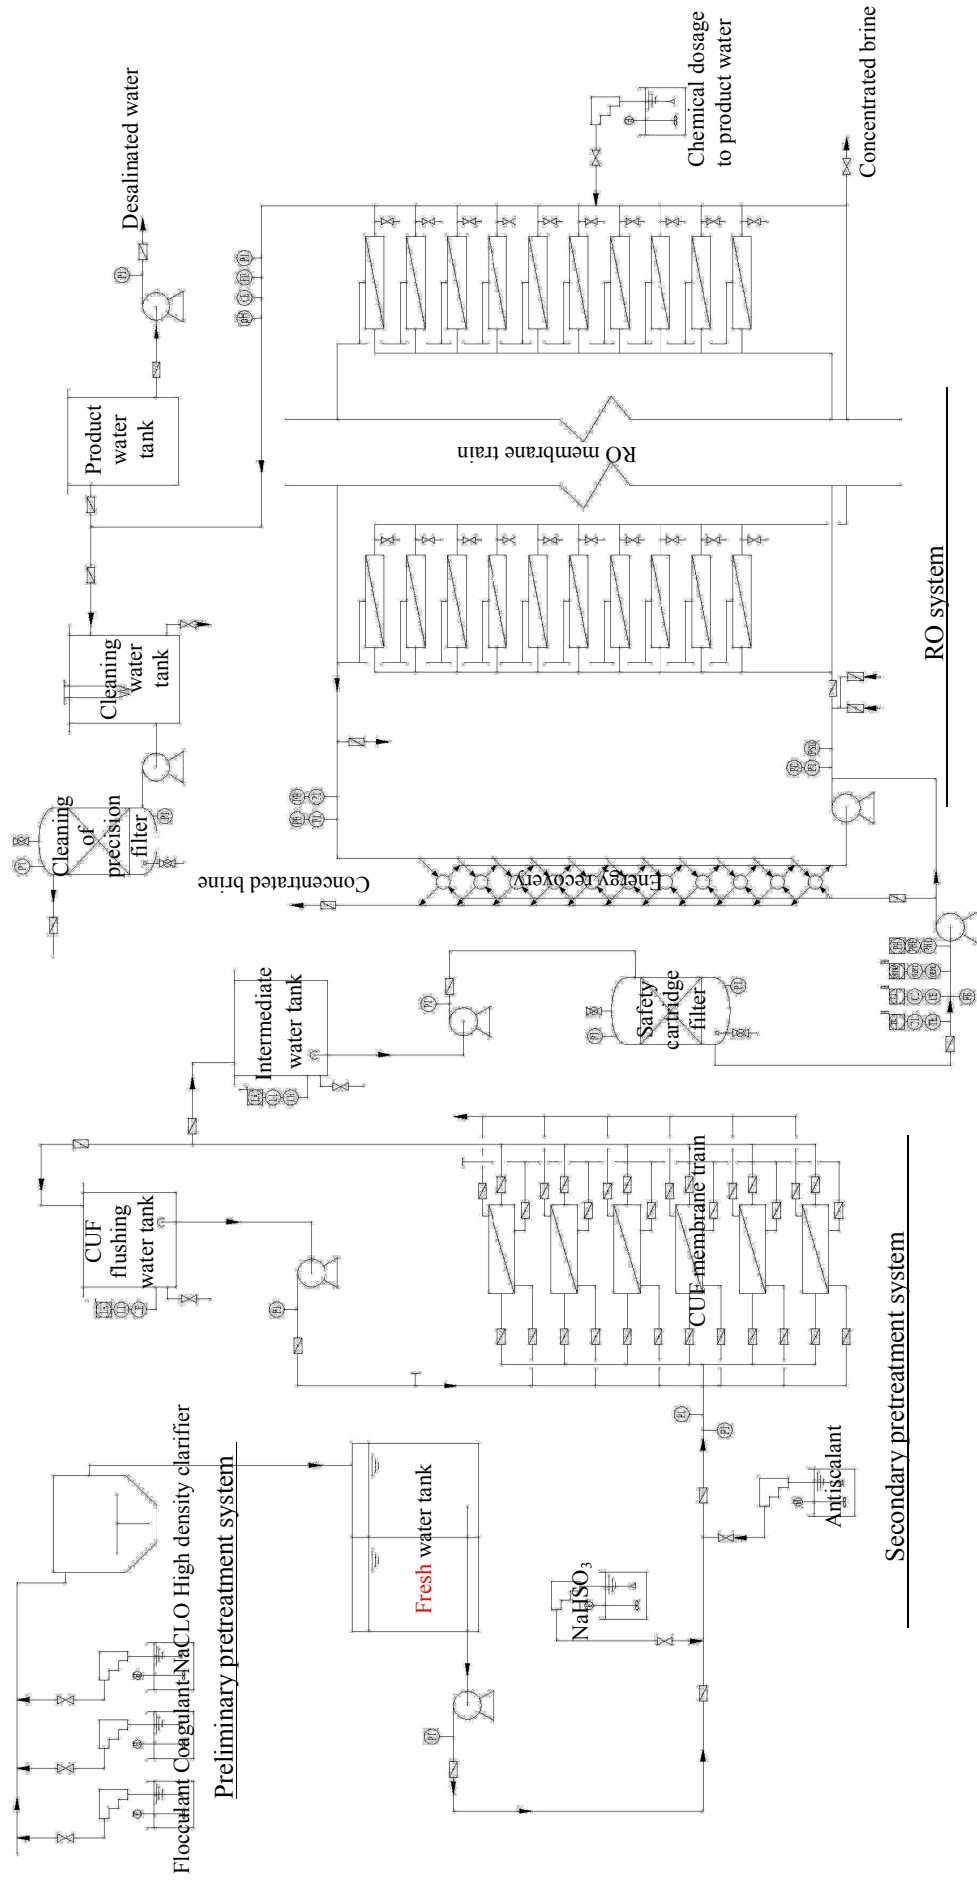 Flocculant Coagulant NaCLO High density clarifier
Preliminary pretreatment system
Fresh water tank
NaHSO3
Antiscalant
Secondary pretreatment system
CUF
flushing
water tank
CUF membrane train
Intermediate
water tank
Safety
cartridge
filter
Cleaning
of
precision
filter
Cleaning
water
tank
Product
water
tank
Desalinated water
Concentrated brine
Energy recovery
RO membrane train
RO system
Chemical dosage
to product water
Concentrated brine